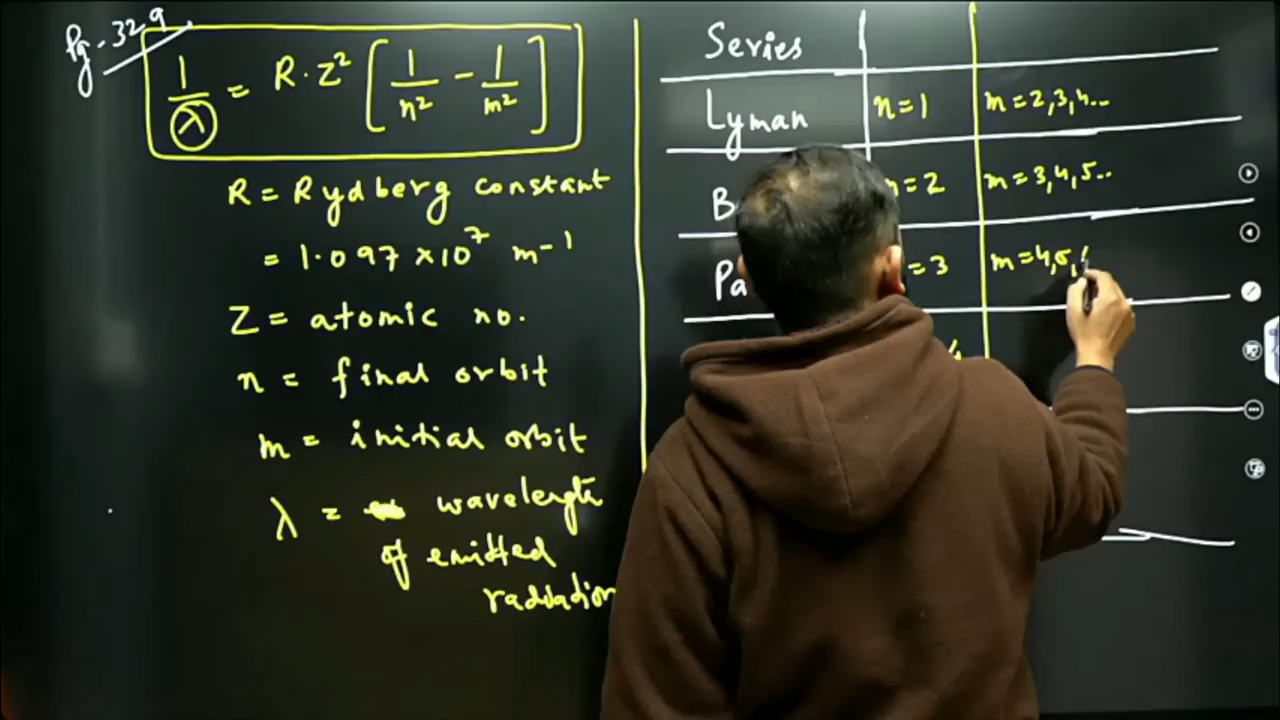 Pg-329
1/λ = R·Z² [1/n² - 1/m²]
R = Rydberg constant
= 1.097 × 10⁷ m-1
Z = atomic no.
n = final orbit
m = initial orbit
λ = wavelength
of emitted
radiation
Series
Lyman n=1 m=2,3,4...
=2 m=3,4,5..
=3 m=4,5,
4